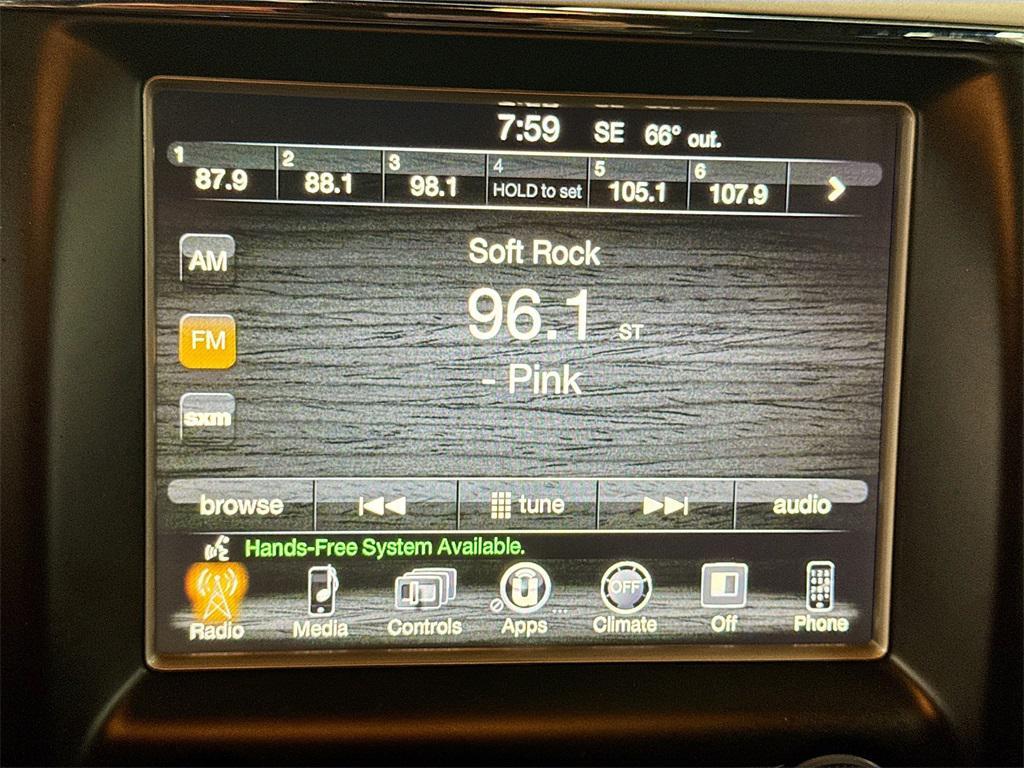 7:59 SE 66° out.
1 2 3 4 5 6
87.9 88.1 98.1 HOLD to set 105.1 107.9
AM
Soft Rock
FM
96.1 ST
- Pink
sxm
browse tune audio
Hands-Free System Available.
OFF
Radio Media Controls Apps Climate Off Phone